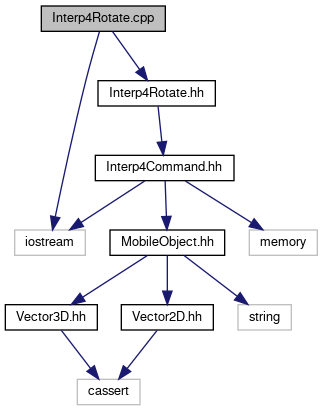 Interp4Rotate.cpp
Interp4Rotate.hh
Interp4Command.hh
iostream
MobileObject.hh
memory
Vector3D.hh
Vector2D.hh
string
cassert